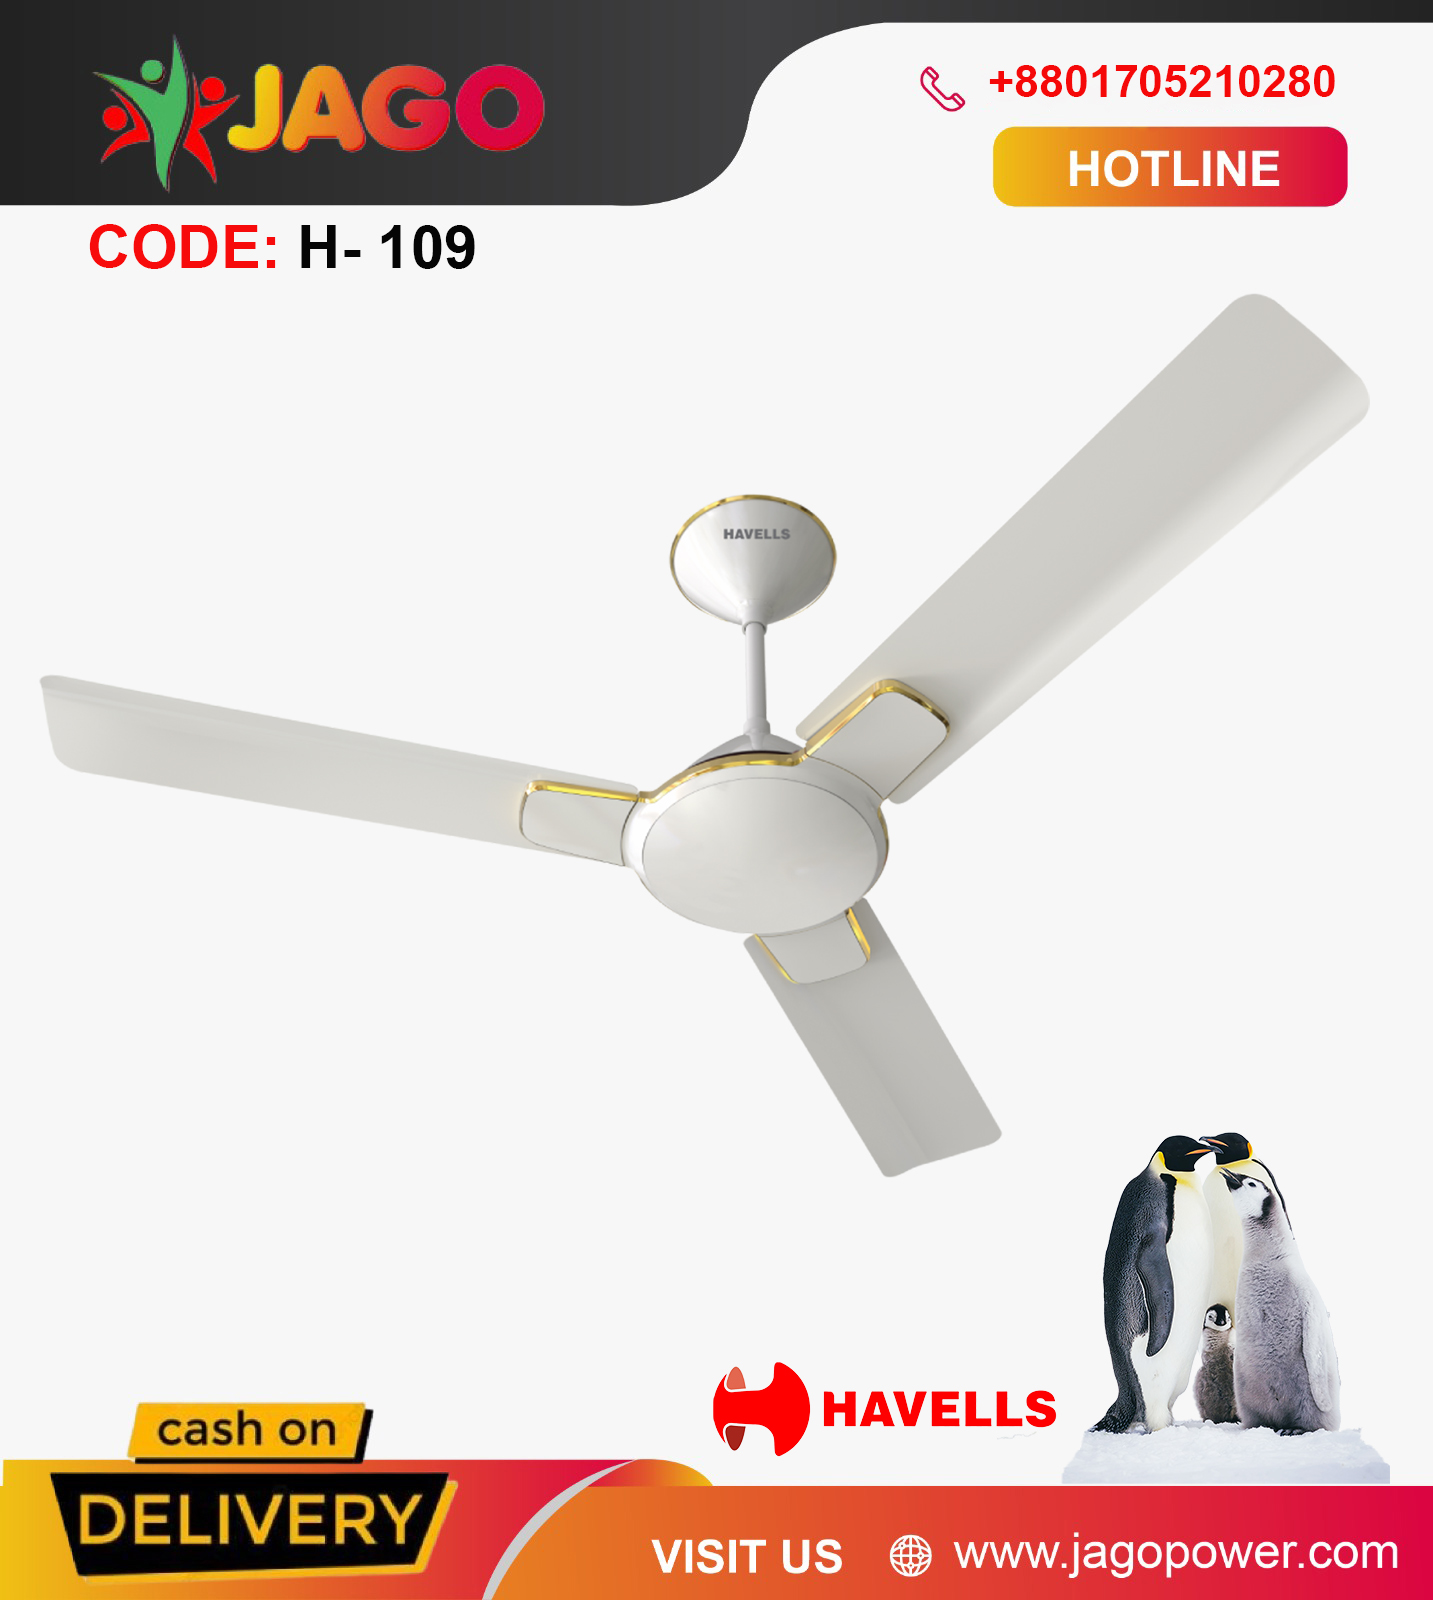 JAGO
+8801705210280
HOTLINE
CODE: H- 109
HAVELLS
HAVELLS
cash on
DELIVERY
VISIT US
www.jagopower.com